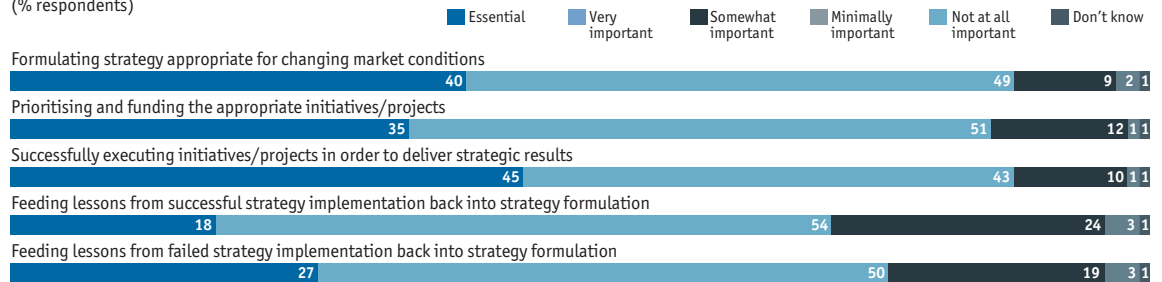 (% respondents)
Essential Very important Somewhat important Minimally important Not at all important Don't know
Formulating strategy appropriate for changing market conditions
40 49 9 2 1
Prioritising and funding the appropriate initiatives/projects
35 51 12 1 1
Successfully executing initiatives/projects in order to deliver strategic results
45 43 10 1 1
Feeding lessons from successful strategy implementation back into strategy formulation
18 54 24 3 1
Feeding lessons from failed strategy implementation back into strategy formulation
27 50 19 3 1